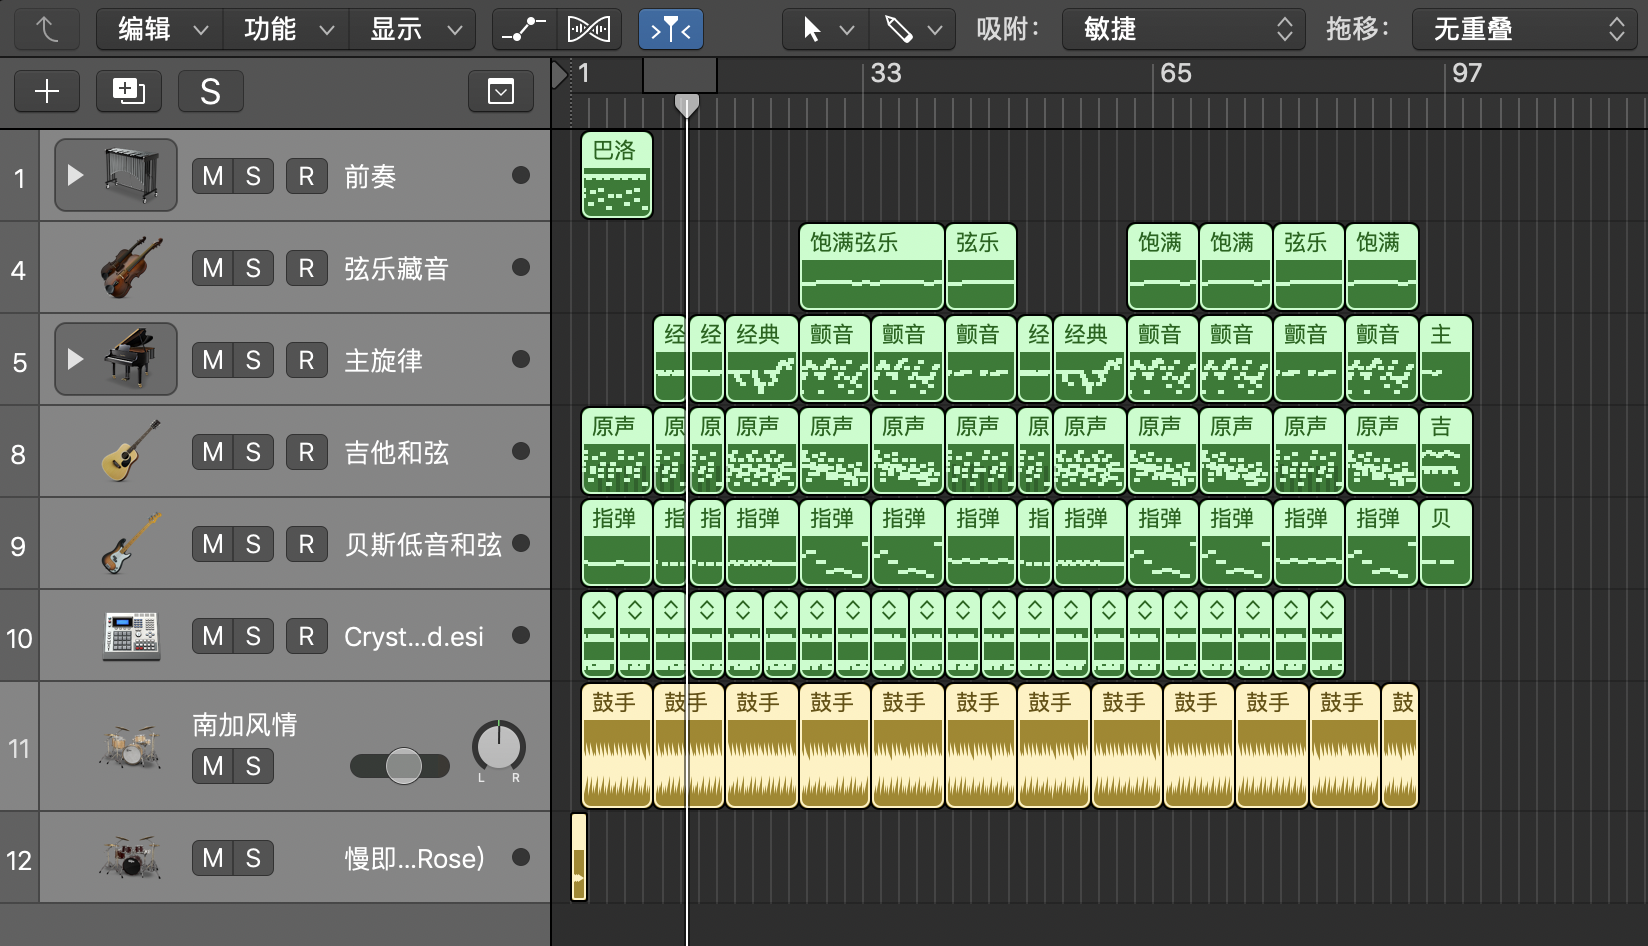 编辑 功能 显示 吸附： 敏捷 拖移： 无重叠
S 1 33 65 97
1 M S R 前奏 巴洛
4 M S R 弦乐藏音 饱满弦乐 弦乐 饱满 饱满 弦乐 饱满
5 M S R 主旋律 经 经 经典 颤音 颤音 颤音 经 经典 颤音 颤音 颤音 颤音 主
8 M S R 吉他和弦 原声 原 原 原声 原声 原声 原声 原 原声 原声 原声 原声 原声 吉
9 M S R 贝斯低音和弦 指弹 指 指 指弹 指弹 指弹 指弹 指 指弹 指弹 指弹 指弹 指弹 贝
10 M S R Cryst...d.esi
南加风情 鼓手 鼓手 鼓手 鼓手 鼓手 鼓手 鼓手 鼓手 鼓手 鼓手 鼓手 鼓
11 M S L R
12 M S 慢即...Rose）